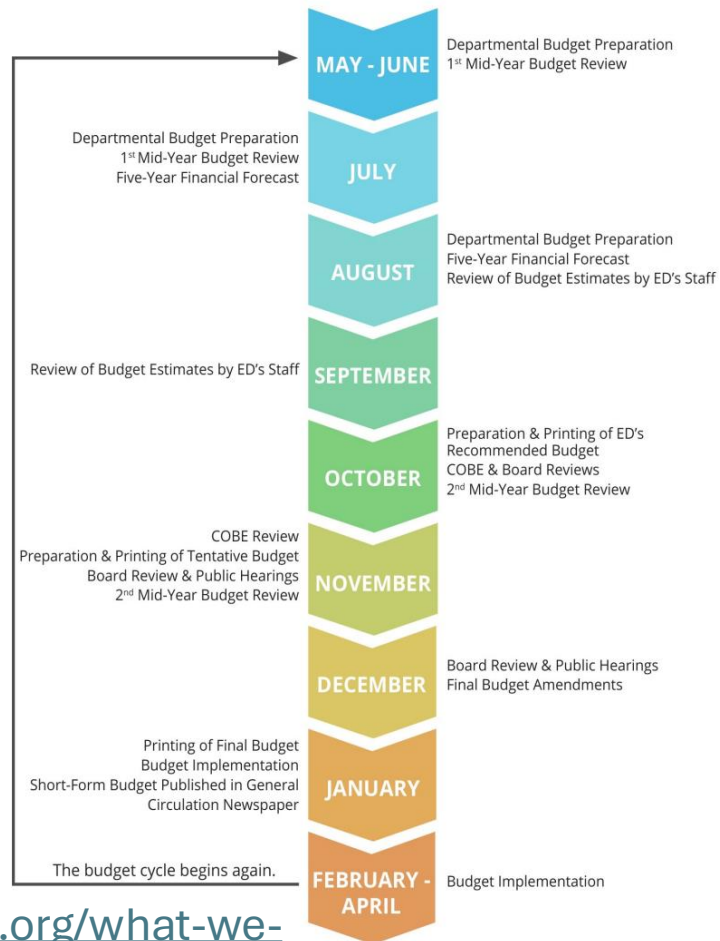 MAY - JUNE
Departmental Budget Preparation
1st Mid-Year Budget Review
Departmental Budget Preparation
1st Mid-Year Budget Review
Five-Year Financial Forecast
JULY
AUGUST
Departmental Budget Preparation
Five-Year Financial Forecast
Review of Budget Estimates by ED's Staff
Review of Budget Estimates by ED's Staff
SEPTEMBER
OCTOBER
Preparation & Printing of ED's
Recommended Budget
COBE & Board Reviews
2nd Mid-Year Budget Review
COBE Review
Preparation & Printing of Tentative Budget
Board Review & Public Hearings
2nd Mid-Year Budget Review
NOVEMBER
DECEMBER
Board Review & Public Hearings
Final Budget Amendments
Printing of Final Budget
Budget Implementation
Short-Form Budget Published in General
Circulation Newspaper
JANUARY
The budget cycle begins again.
FEBRUARY -
APRIL
Budget Implementation
.org/what-we-